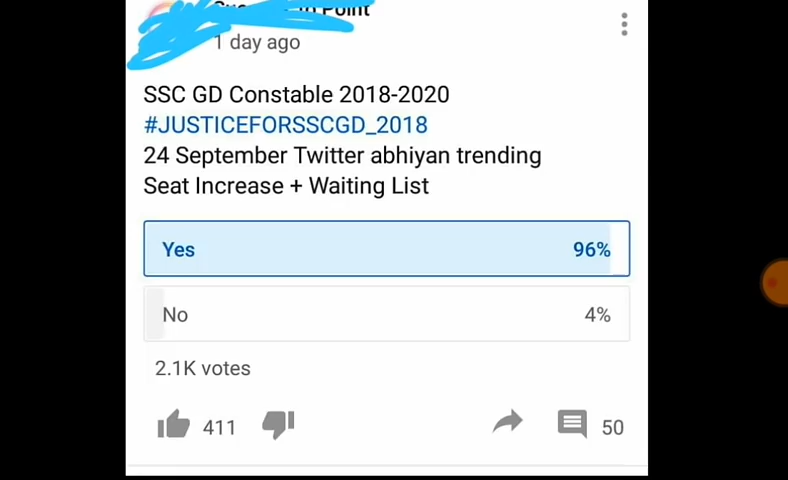 Point
1 day ago
SSC GD Constable 2018-2020
#JUSTICEFORSSCGD_2018
24 September Twitter abhiyan trending
Seat Increase + Waiting List
Yes 96%
No 4%
2.1K votes
411 50